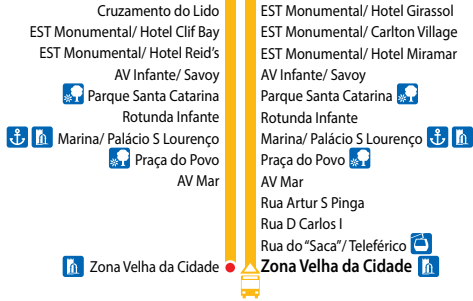 Cruzamento do Lido
EST Monumental/ Hotel Clif Bay
EST Monumental/ Hotel Reid's
AV Infante/ Savoy
Parque Santa Catarina
Rotunda Infante
Marina/ Palácio S Lourenço
Praça do Povo
AV Mar
Zona Velha da Cidade
EST Monumental/ Hotel Girassol
EST Monumental/ Carlton Village
EST Monumental/ Hotel Miramar
AV Infante/ Savoy
Parque Santa Catarina
Rotunda Infante
Marina/ Palácio S Lourenço
Praça do Povo
AV Mar
Rua Artur S Pinga
Rua D Carlos I
Rua do "Saca"/ Teleférico
Zona Velha da Cidade